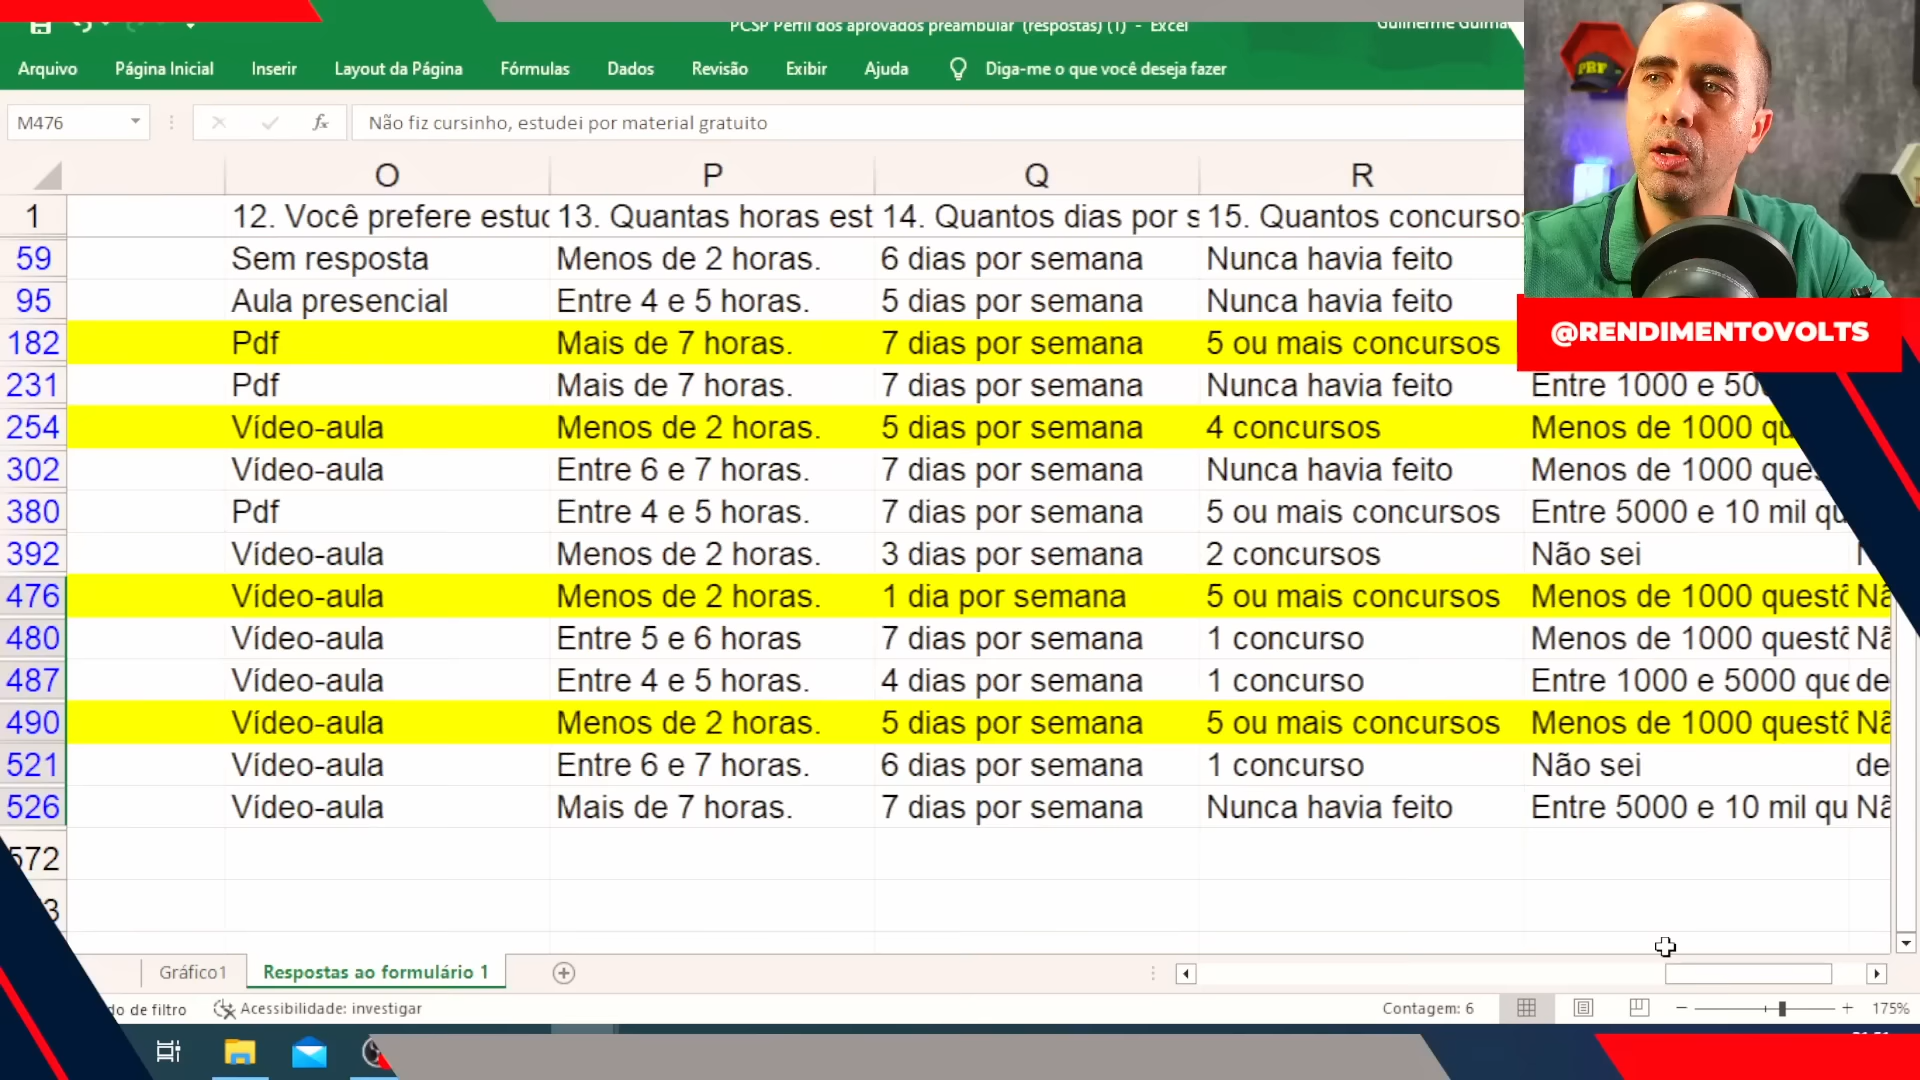 PCSP Perfil dos aprovados preambular (respostas) (1) - Excel
Guilherme
Arquivo Página Inicial Inserir Layout da Página Fórmulas Dados Revisão Exibir Ajuda Diga-me o que você deseja fazer
M476 fx Não fiz cursinho, estudei por material gratuito
PRF
O P Q R
1 12. Você prefere estu 13. Quantas horas est 14. Quantos dias por s 15. Quantos concurso
59 Sem resposta Menos de 2 horas. 6 dias por semana Nunca havia feito
95 Aula presencial Entre 4 e 5 horas. 5 dias por semana Nunca havia feito
@RENDIMENTOVOLTS
182 Pdf Mais de 7 horas. 7 dias por semana 5 ou mais concursos
231 Pdf Mais de 7 horas. 7 dias por semana Nunca havia feito Entre 1000 e 500
254 Vídeo-aula Menos de 2 horas. 5 dias por semana 4 concursos Menos de 1000 qu
302 Vídeo-aula Entre 6 e 7 horas. 7 dias por semana Nunca havia feito Menos de 1000 ques
380 Pdf Entre 4 e 5 horas. 7 dias por semana 5 ou mais concursos Entre 5000 e 10 mil qu
392 Vídeo-aula Menos de 2 horas. 3 dias por semana 2 concursos Não sei
476 Vídeo-aula Menos de 2 horas. 1 dia por semana 5 ou mais concursos Menos de 1000 questõ Nã
480 Vídeo-aula Entre 5 e 6 horas 7 dias por semana 1 concurso Menos de 1000 questõ Nã
487 Vídeo-aula Entre 4 e 5 horas. 4 dias por semana 1 concurso Entre 1000 e 5000 que de
490 Vídeo-aula Menos de 2 horas. 5 dias por semana 5 ou mais concursos Menos de 1000 questõ Nã
521 Vídeo-aula Entre 6 e 7 horas. 6 dias por semana 1 concurso Não sei de
526 Vídeo-aula Mais de 7 horas. 7 dias por semana Nunca havia feito Entre 5000 e 10 mil qu Nã
572
3
Gráfico1 Respostas ao formulário 1
do de filtro Acessibilidade: investigar Contagem: 6 175%